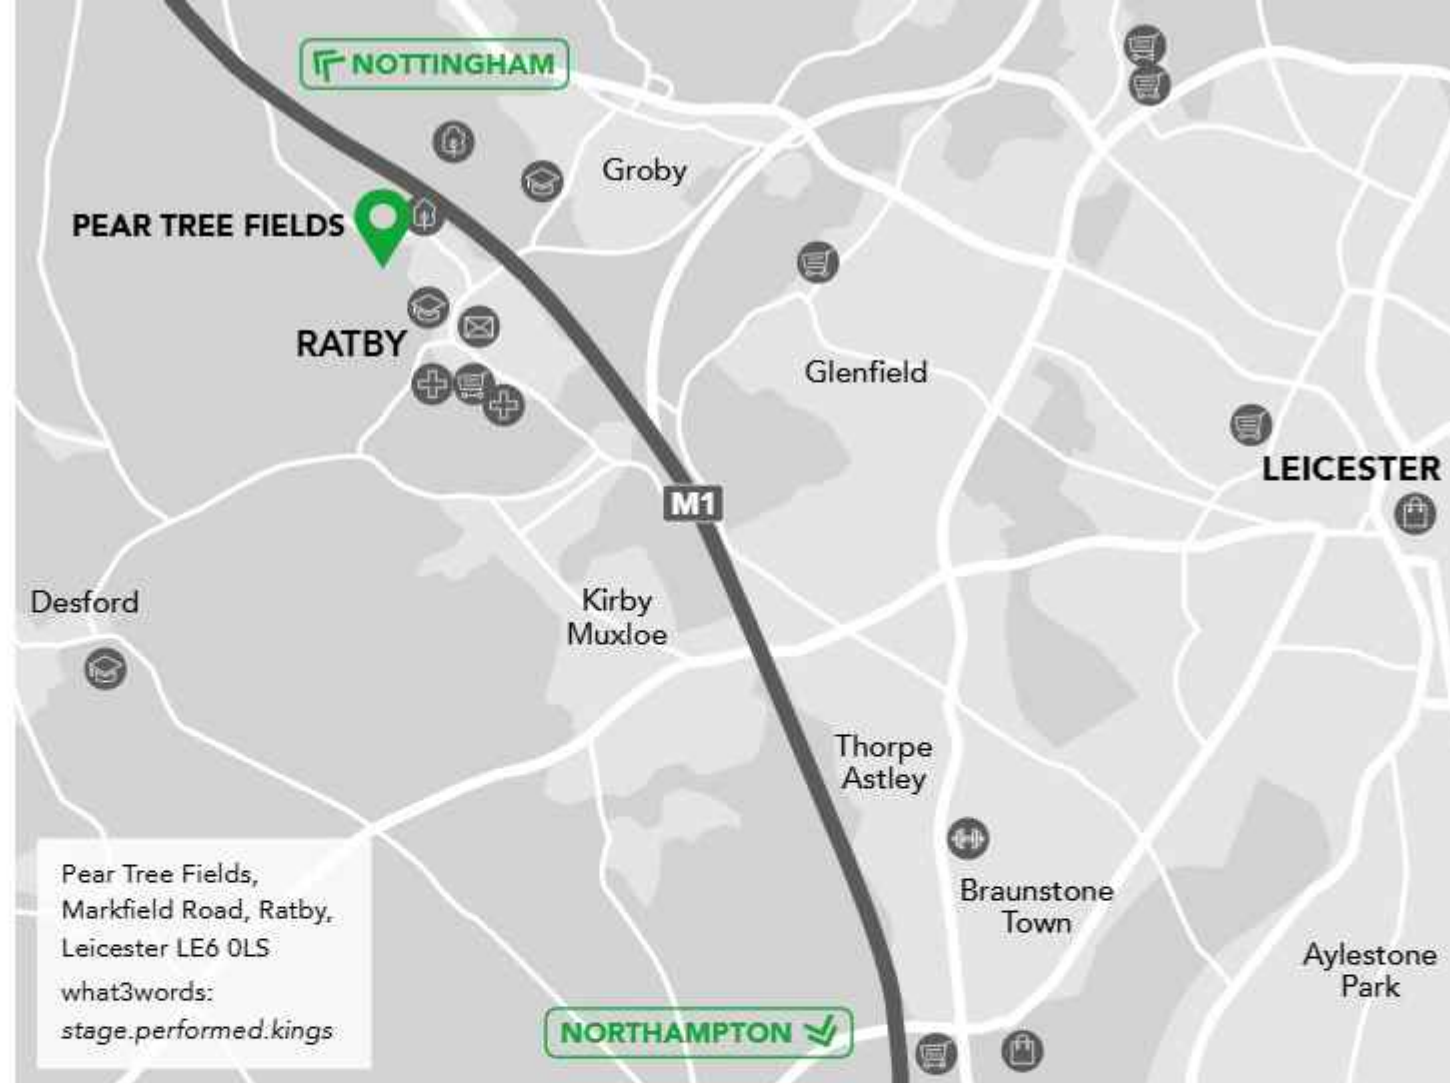 NOTTINGHAM
Groby
PEAR TREE FIELDS
RATBY
Glenfield
LEICESTER
M1
Desford
Kirby
Muxloe
Thorpe
Astley
Braunstone
Town
Aylestone
Park
Pear Tree Fields,
Markfield Road, Ratby,
Leicester LE6 0LS
what3words:
stage.performed.kings
NORTHAMPTON